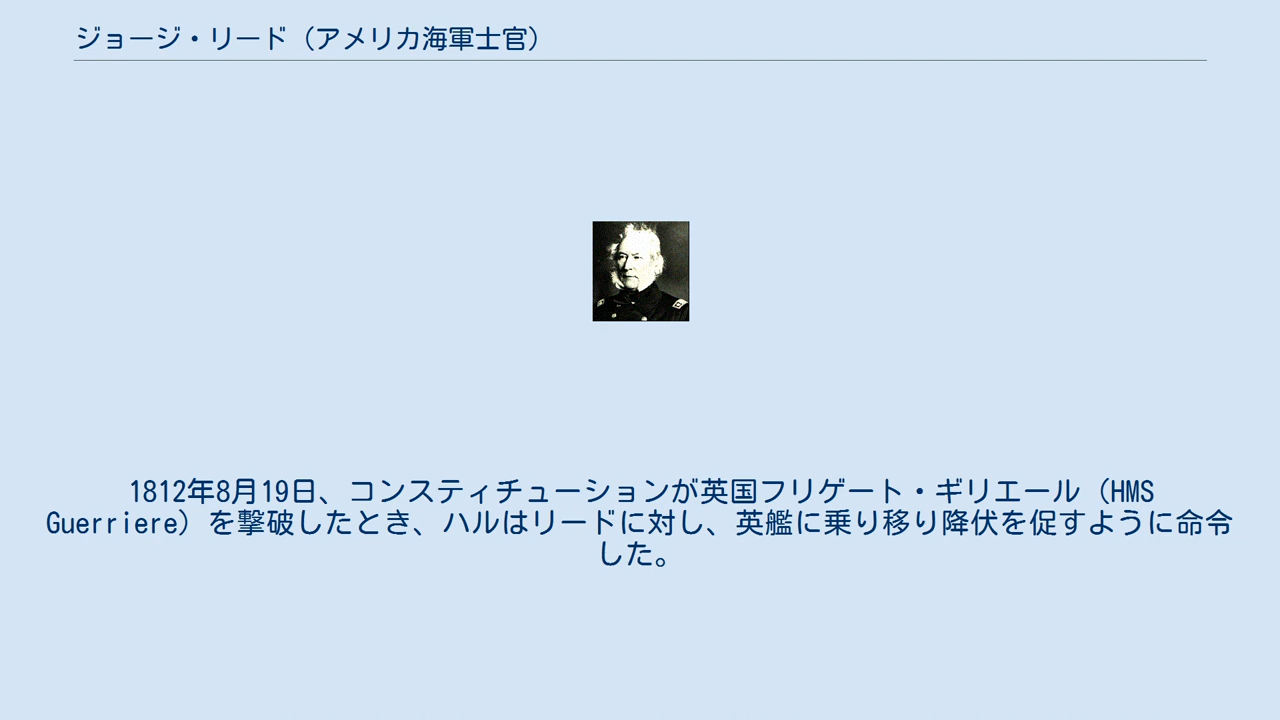 ジョージ・リード（アメリカ海軍士官）
1812年8月19日、コンスティチューションが英国フリゲート・ギリエール（HMS
Guerriere）を撃破したとき、ハルはリードに対し、英艦に乗り移り降伏を促すように命令
した。